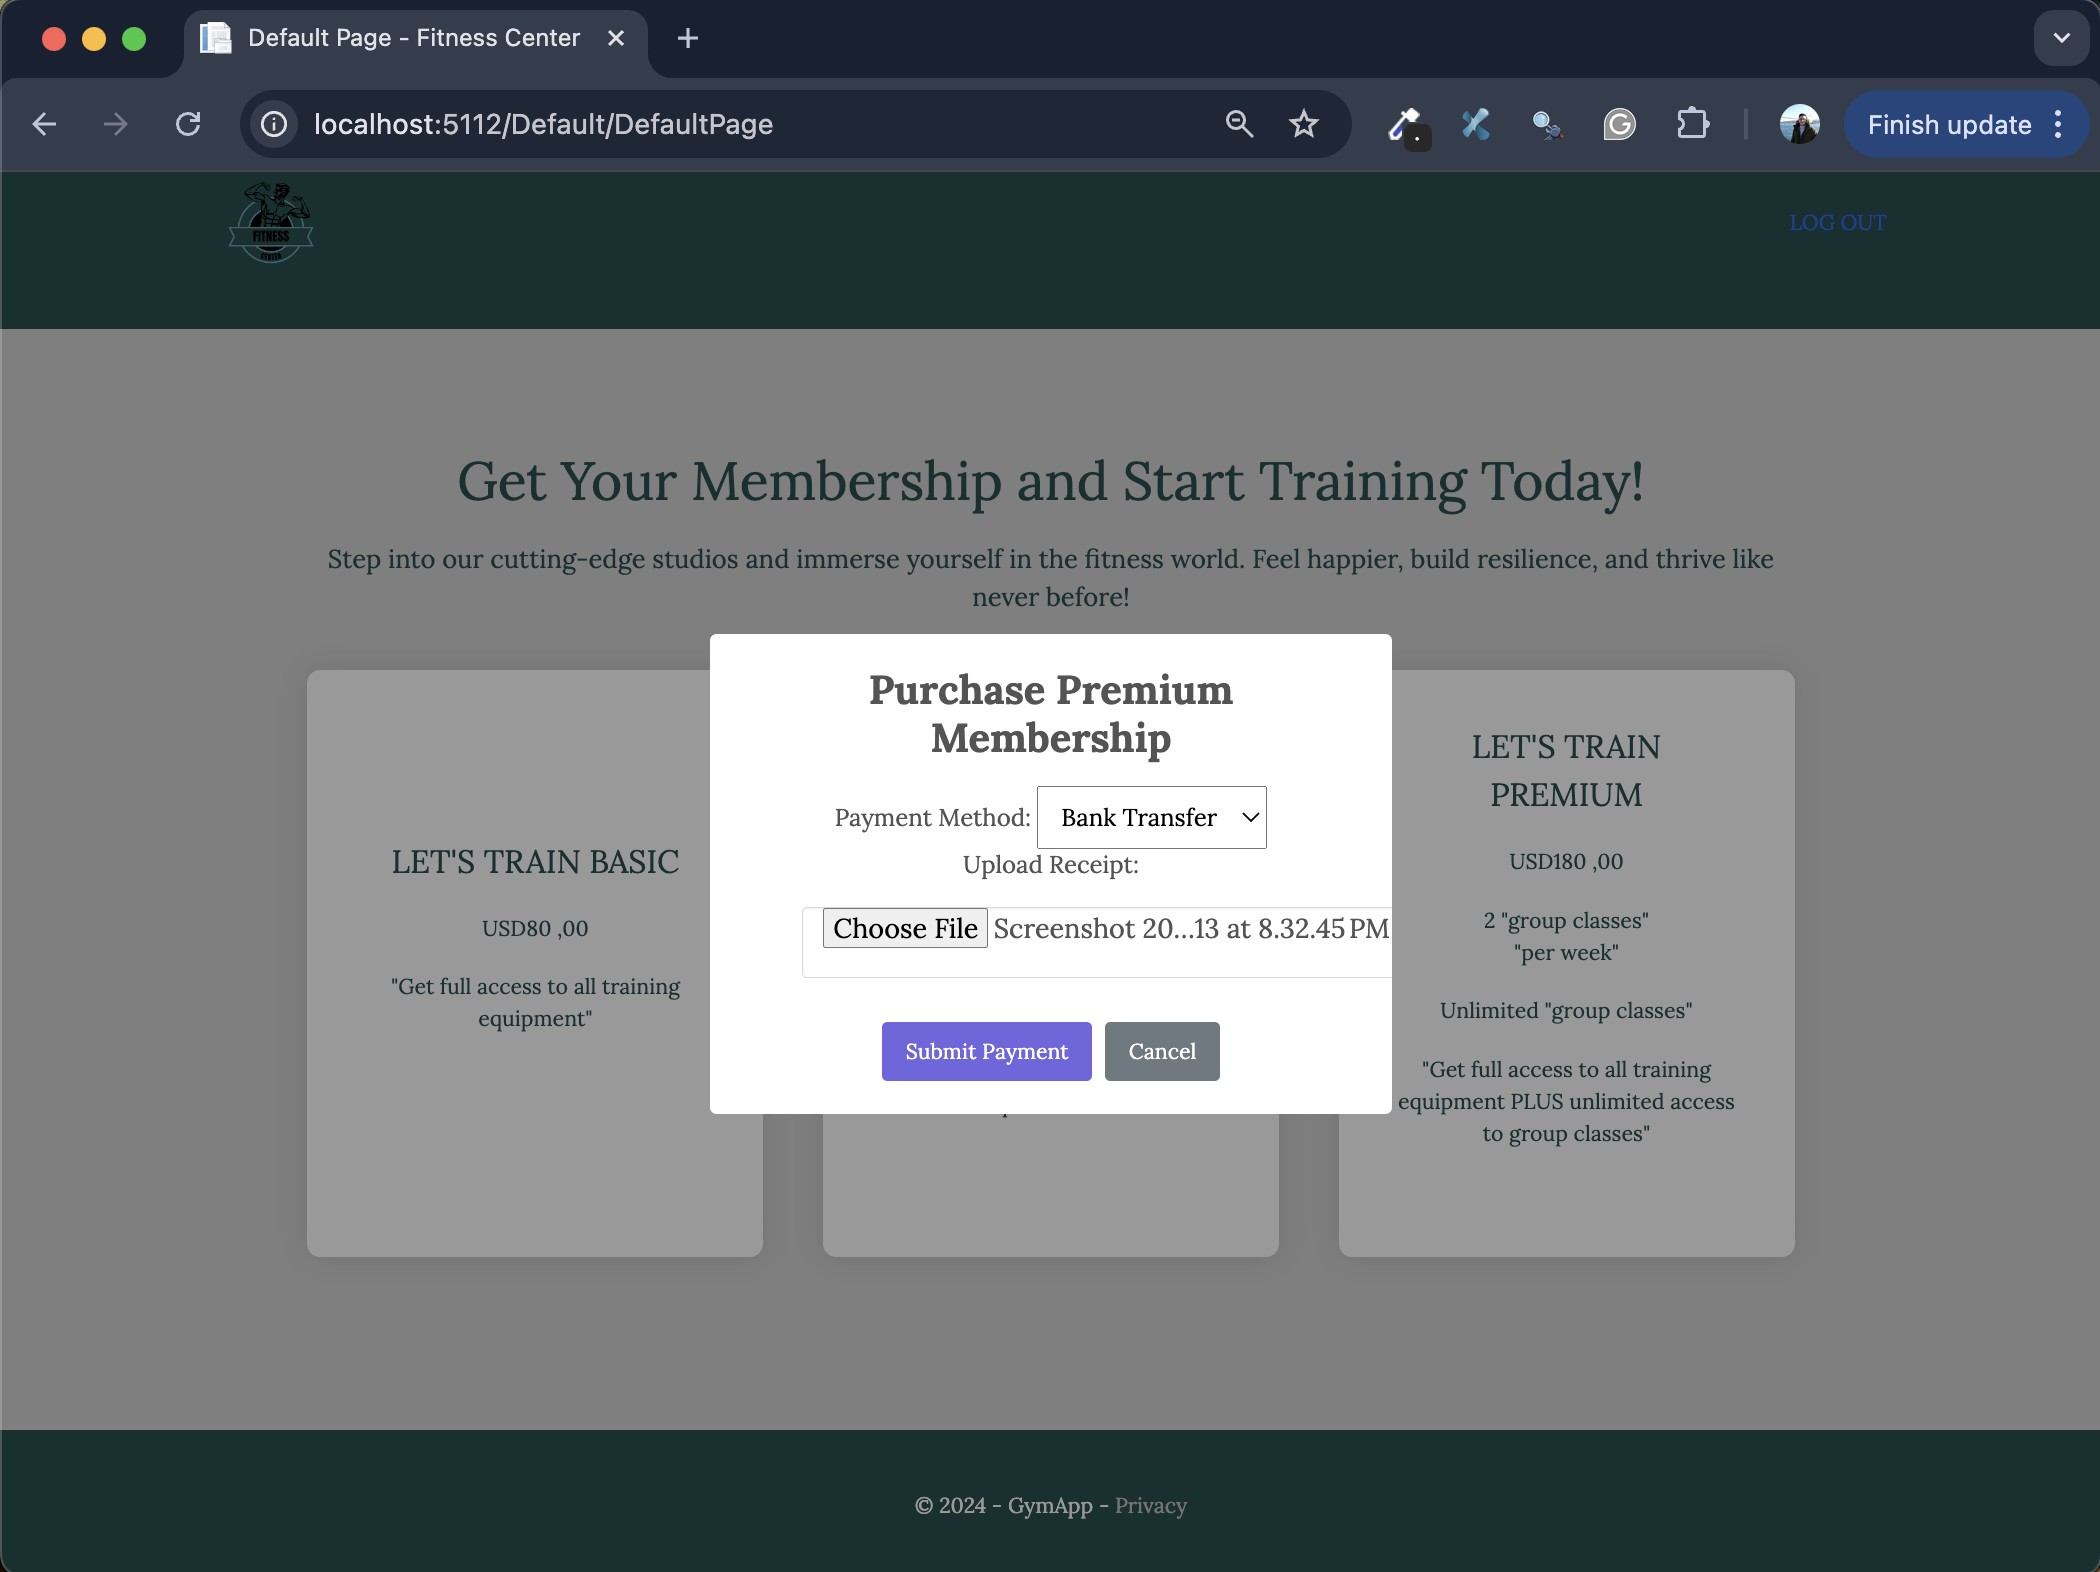 Default Page - Fitness Center
localhost:5112/Default/DefaultPage
Finish update
FITNESS
CENTER
LOG OUT
Get Your Membership and Start Training Today!
Step into our cutting-edge studios and immerse yourself in the fitness world. Feel happier, build resilience, and thrive like
never before!
LET'S TRAIN BASIC
USD80 ,00
"Get full access to all training
equipment"
Purchase Premium
Membership
Payment Method: Bank Transfer
Upload Receipt:
Choose File Screenshot 20...13 at 8.32.45 PM
Submit Payment Cancel
LET'S TRAIN
PREMIUM
USD180 ,00
2 "group classes"
"per week"
Unlimited "group classes"
"Get full access to all training
equipment PLUS unlimited access
to group classes"
© 2024 - GymApp - Privacy